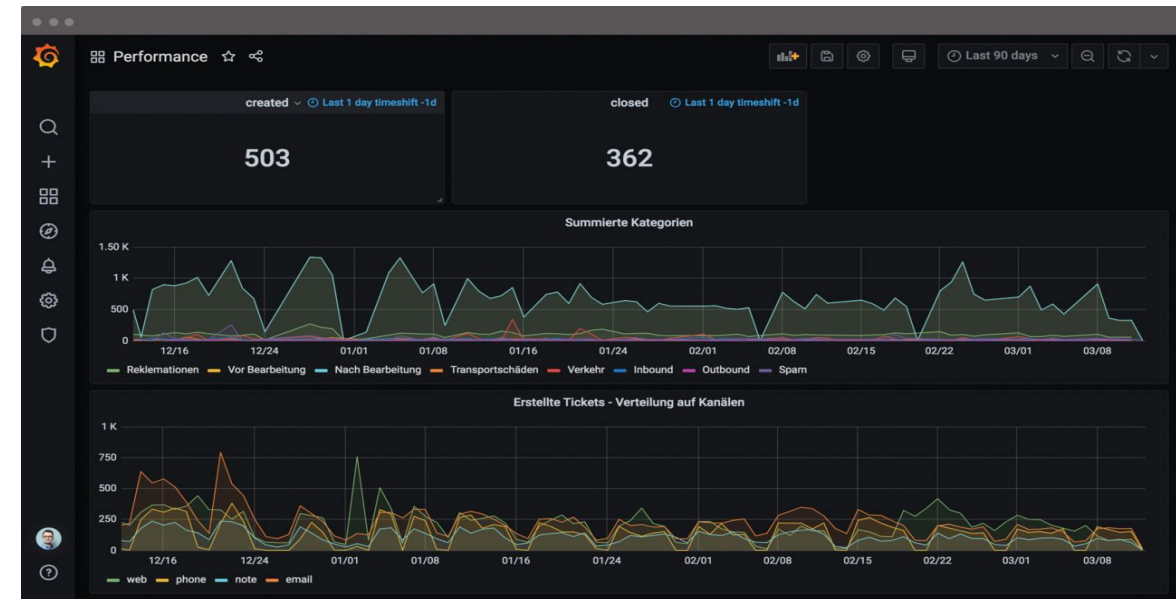 Performance
Last 90 days
created Last 1 day timeshift -1d
503
closed Last 1 day timeshift -1d
362
Summierte Kategorien
1.50 K
1 K
500
0
12/16 12/24 01/01 01/08 01/16 01/24 02/01 02/08 02/15 02/22 03/01 03/08
Reklemationen Vor Bearbeitung Nach Bearbeitung Transportschäden Verkehr Inbound Outbound Spam
Erstellte Tickets - Verteilung auf Kanälen
1 K
750
500
250
0
12/16 12/24 01/01 01/08 01/16 01/24 02/01 02/08 02/15 02/22 03/01 03/08
web phone note email